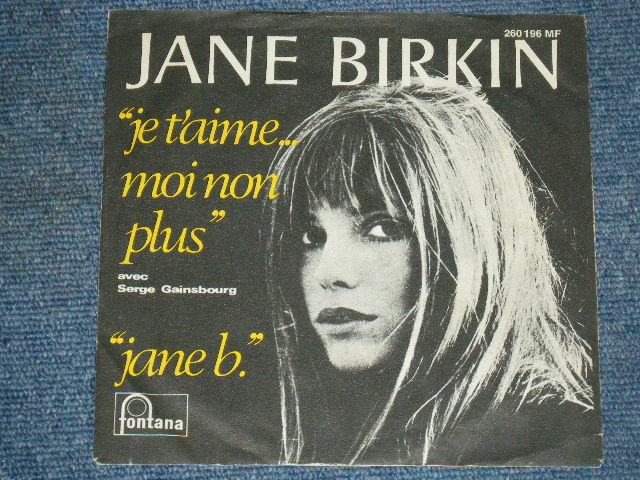 260 196 MF
JANE BIRKIN
“je t'aime...
moi non
plus”
avec
Serge Gainsbourg
“jane b.”
fontana